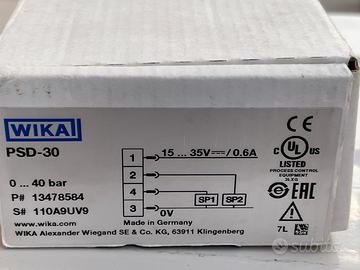 WIKA
PSD-30
0 ... 40 bar
P# 13478584
S# 110A9UV9
1
2
4
3
15 ... 35V⎓/ 0.6A
SP1
SP2
0V
Made in Germany
www.wika.com
WIKA Alexander Wiegand SE & Co. KG, 63911 Klingenberg
C UL US
LISTED
PROCESS CONTROL
EQUIPMENT
CE
EAC
7L
Subito